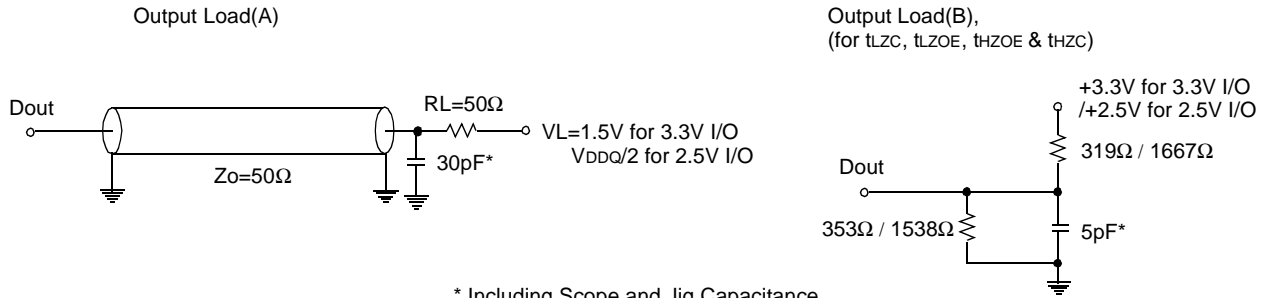 Output Load(A)
Dout
Zo=50Ω
RL=50Ω
30pF*
VL=1.5V for 3.3V I/O
VDDQ/2 for 2.5V I/O
Output Load(B),
(for tLZC, tLZOE, tHZOE & tHZC)
+3.3V for 3.3V I/O
/+2.5V for 2.5V I/O
319Ω / 1667Ω
Dout
353Ω / 1538Ω
5pF*
* Including Scope and Jig Capacitance